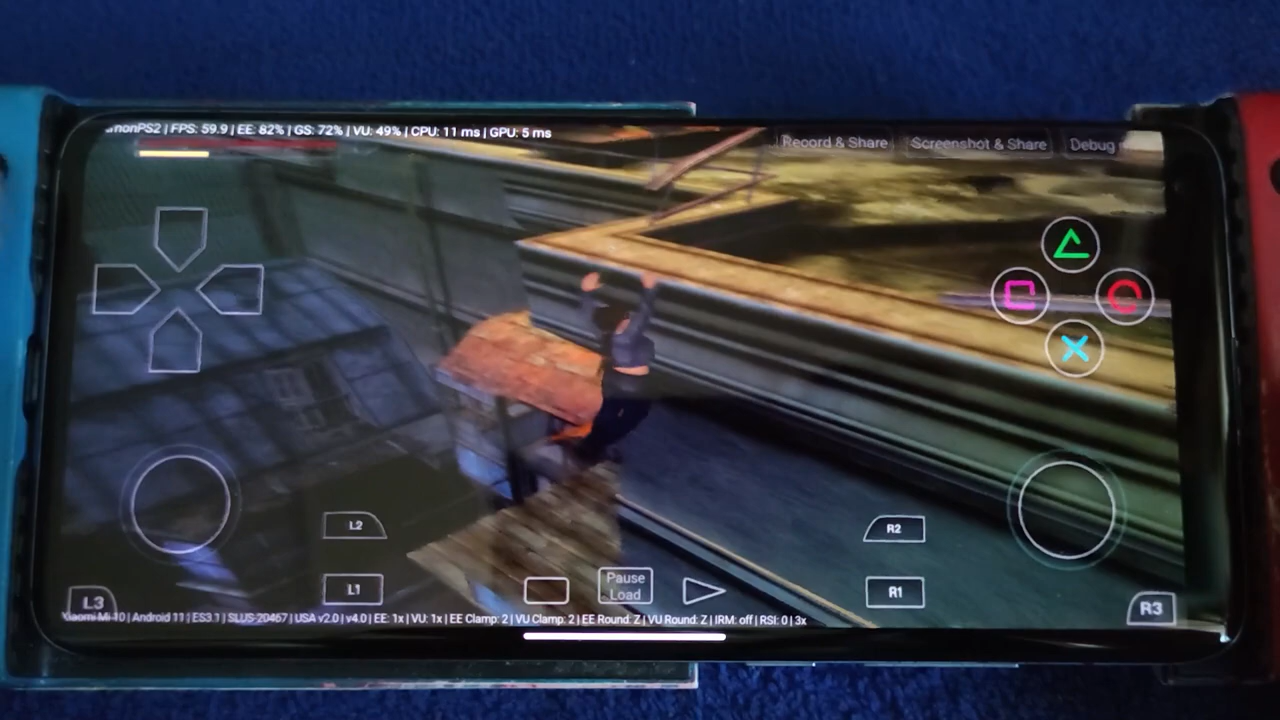 monPS2 | FPS: 59.9 | EE: 82% | GS: 72% | VU: 49% | CPU: 11 ms | GPU: 5 ms
Record & Share
Screenshot & Share
Debug
L2
R2
L1
Pause
Load
R1
L3
R3
Xiaomi Mi 10 | Android 11 | ES3.1 | SLUS-20467 | USA v2.0 | v4.0 | EE: 1x | VU: 1x | EE Clamp: 2 | VU Clamp: 2 | EE Round: Z | VU Round: Z | IRM: off | RSI: 0 | 3x